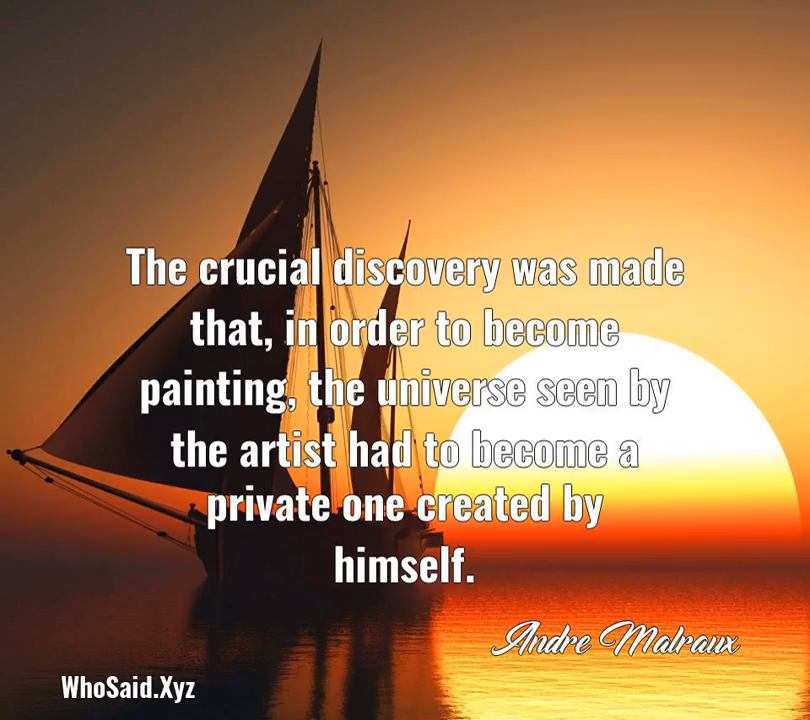 The crucial discovery was made
that, in order to become
painting, the universe seen by
the artist had to become a
private one created by
himself.
Andre Malraux
WhoSaid.Xyz